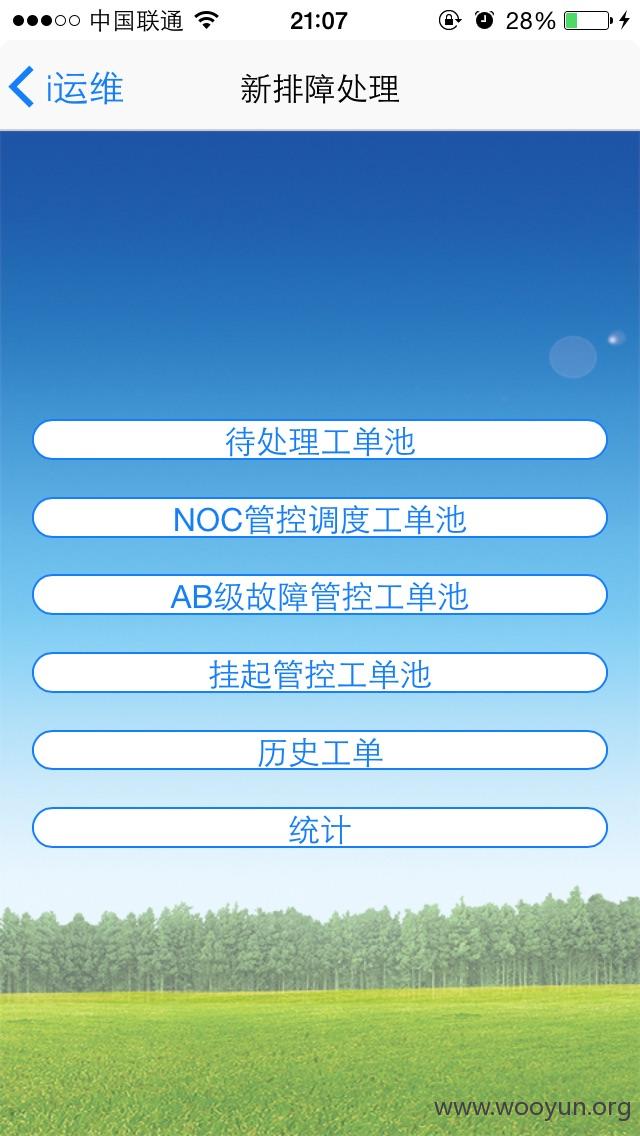 中国联通 21:07 28%
i运维 新排障处理
待处理工单池
NOC管控调度工单池
AB级故障管控工单池
挂起管控工单池
历史工单
统计
www.wooyun.org